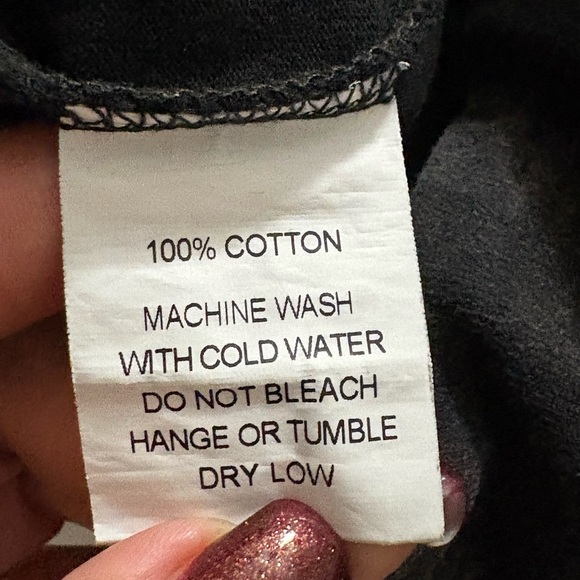 100% COTTON
MACHINE WASH
WITH COLD WATER
DO NOT BLEACH
HANGE OR TUMBLE
DRY LOW